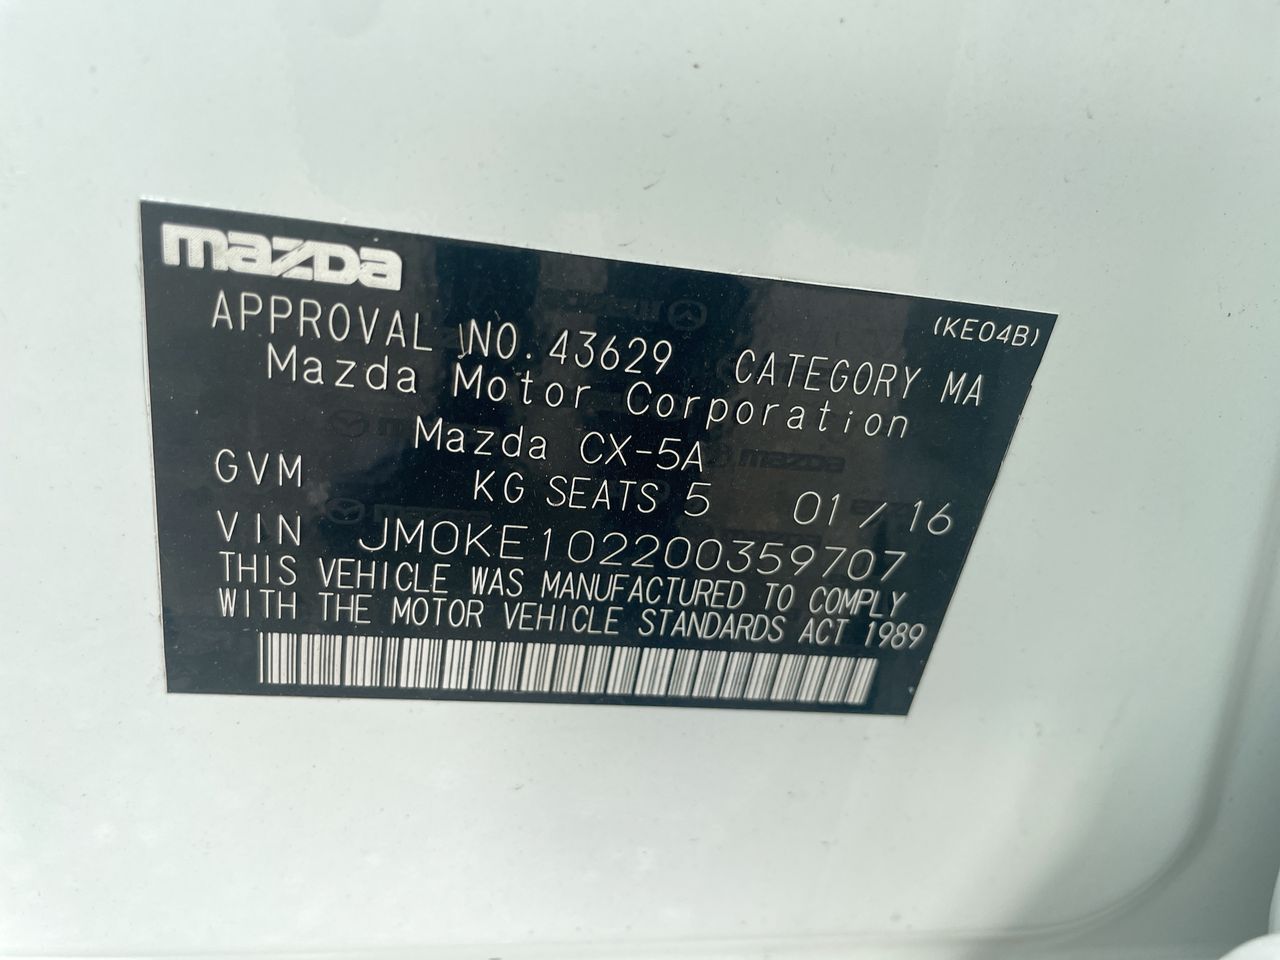 mazda
(KE04B)
APPROVAL NO. 43629 CATEGORY MA
Mazda Motor Corporation
Mazda CX-5A
GVM KG SEATS 5 01/16
VIN JM0KE102200359707
THIS VEHICLE WAS MANUFACTURED TO COMPLY
WITH THE MOTOR VEHICLE STANDARDS ACT 1989